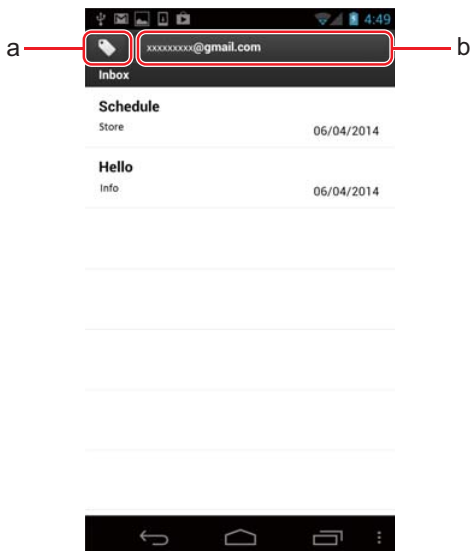 4:49
a
xxxxxxxxx@gmail.com
b
Inbox
Schedule
Store
06/04/2014
Hello
Info
06/04/2014